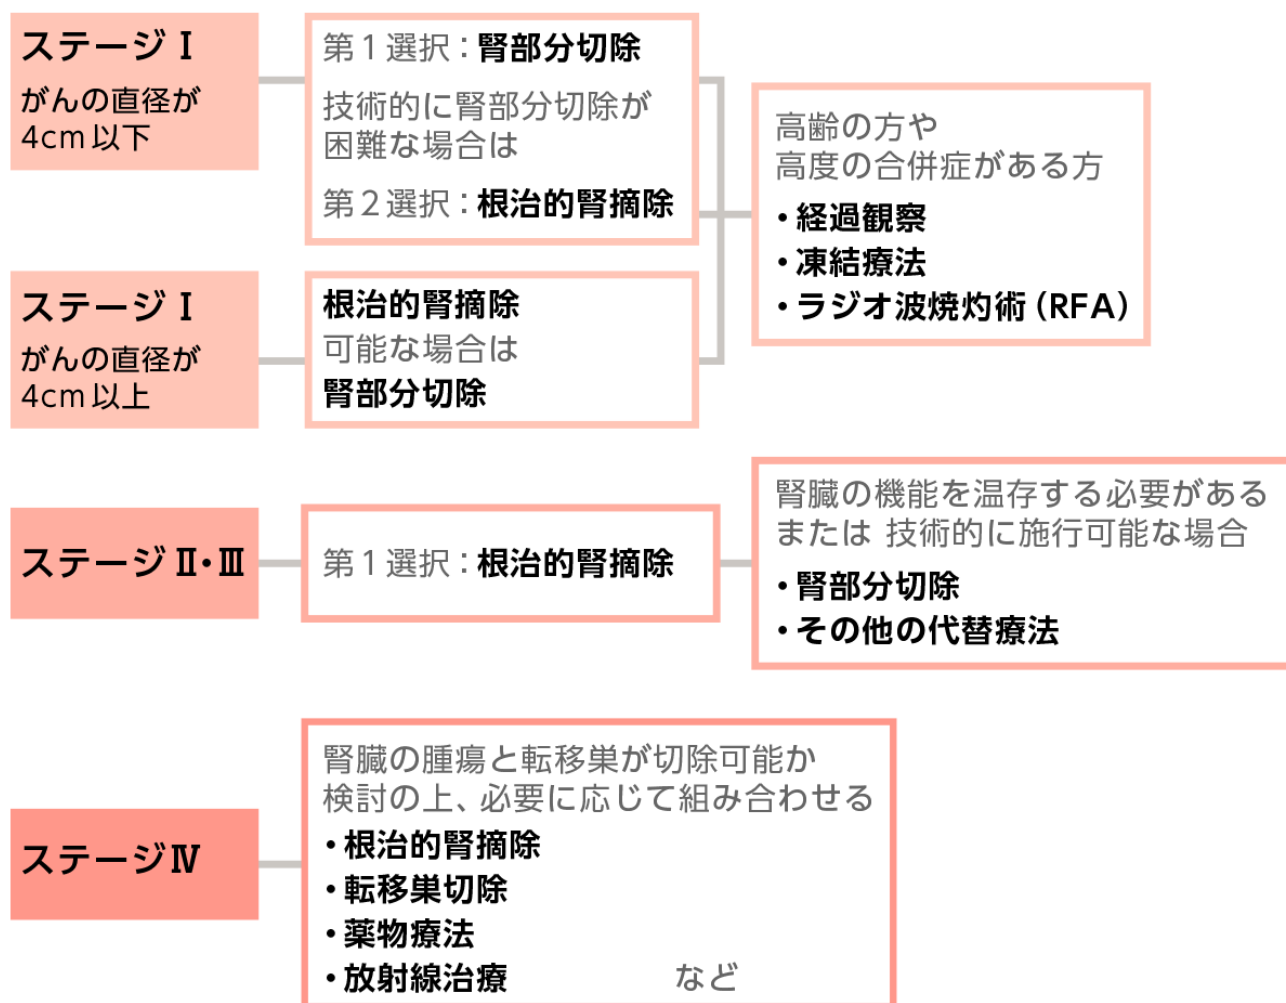 ステージ Ⅰ
がんの直径が
4cm以下
第1選択：腎部分切除
技術的に腎部分切除が
困難な場合は
第2選択：根治的腎摘除
ステージ Ⅰ
がんの直径が
4cm以上
根治的腎摘除
可能な場合は
腎部分切除
高齢の方や
高度の合併症がある方
・経過観察
・凍結療法
・ラジオ波焼灼術（RFA）
ステージ Ⅱ・Ⅲ
第1選択：根治的腎摘除
腎臓の機能を温存する必要がある
または 技術的に施行可能な場合
・腎部分切除
・その他の代替療法
ステージⅣ
腎臓の腫瘍と転移巣が切除可能か
検討の上、必要に応じて組み合わせる
・根治的腎摘除
・転移巣切除
・薬物療法
・放射線治療 など